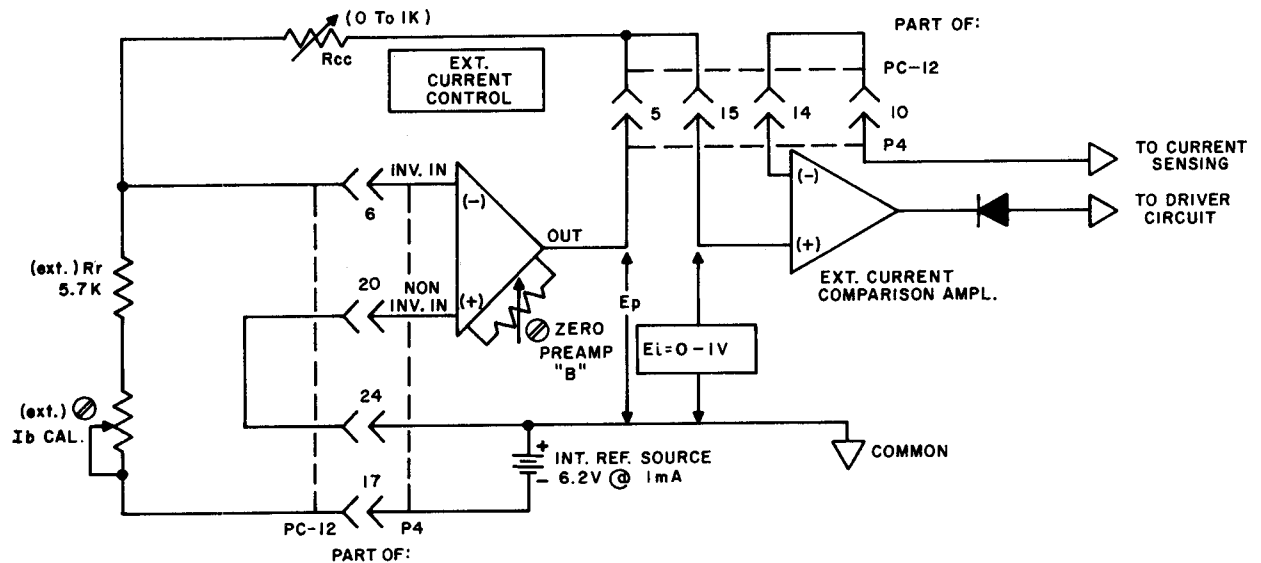 (0 To 1K)
Rcc
EXT.
CURRENT
CONTROL
PART OF:
PC-12
5
15
14
10
P4
TO CURRENT
SENSING
TO DRIVER
CIRCUIT
INV. IN
(-)
6
OUT
(-)
(+)
EXT. CURRENT
COMPARISON AMPL.
(ext.) Rr
5.7K
20
NON
INV. IN
(+)
Ep
ZERO
PREAMP
"B"
Ei=0-1V
(ext.)
Ib CAL.
24
+
INT. REF. SOURCE
- 6.2V @ 1mA
COMMON
17
PC-12
P4
PART OF: